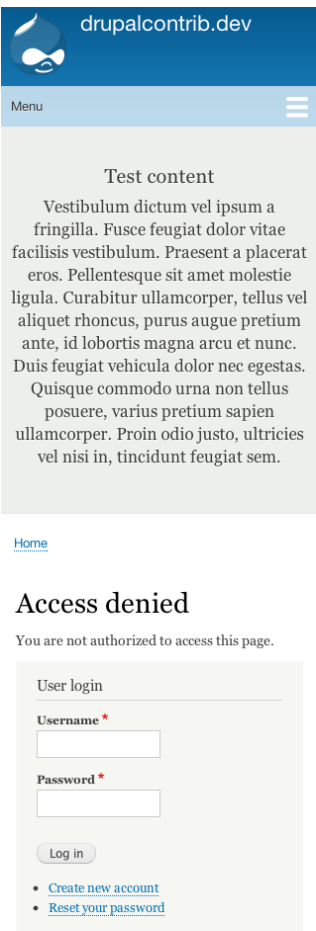 drupalcontrib.dev
Menu
Test content
Vestibulum dictum vel ipsum a
fringilla. Fusce feugiat dolor vitae
facilisis vestibulum. Praesent a placerat
eros. Pellentesque sit amet molestie
ligula. Curabitur ullamcorper, tellus vel
aliquet rhoncus, purus augue pretium
ante, id lobortis magna arcu et nunc.
Duis feugiat vehicula dolor nec egestas.
Quisque commodo urna non tellus
posuere, varius pretium sapien
ullamcorper. Proin odio justo, ultricies
vel nisi in, tincidunt feugiat sem.
Home
Access denied
You are not authorized to access this page.
User login
Username *
Password *
Log in
Create new account
Reset your password